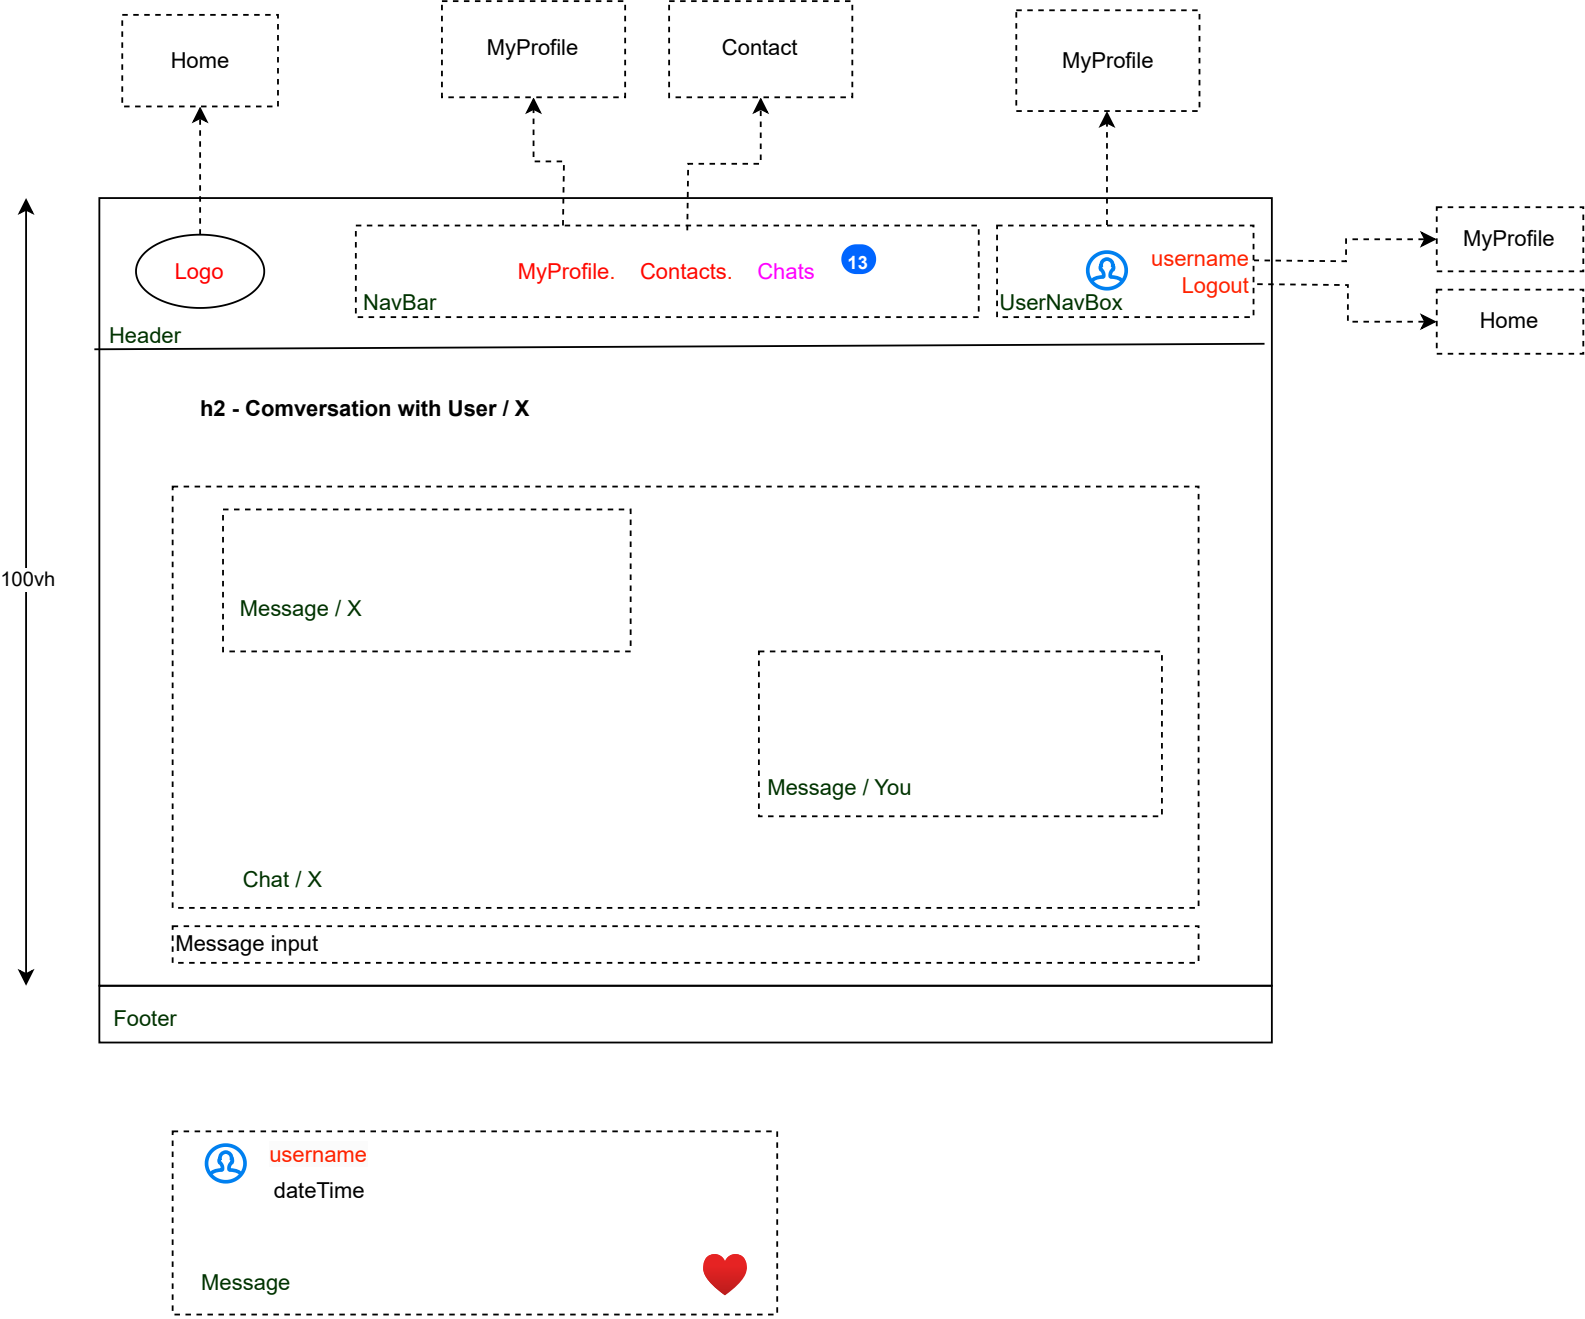 Home
MyProfile
Contact
MyProfile
Logo
MyProfile.
Contacts.
Chats
13
NavBar
username
Logout
UserNavBox
MyProfile
Home
Header
h2 - Comversation with User / X
100vh
Message / X
Message / You
Chat / X
Message input
Footer
username
dateTime
Message